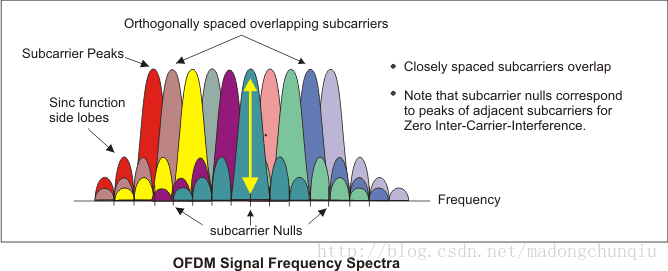 Orthogonally spaced overlapping subcarriers
Subcarrier Peaks
Sinc function
side lobes
• Closely spaced subcarriers overlap
• Note that subcarrier nulls correspond
to peaks of adjacent subcarriers for
Zero Inter-Carrier-Interference.
Frequency
subcarrier Nulls
http://blog.csdn.net/madongchunqiu
OFDM Signal Frequency Spectra